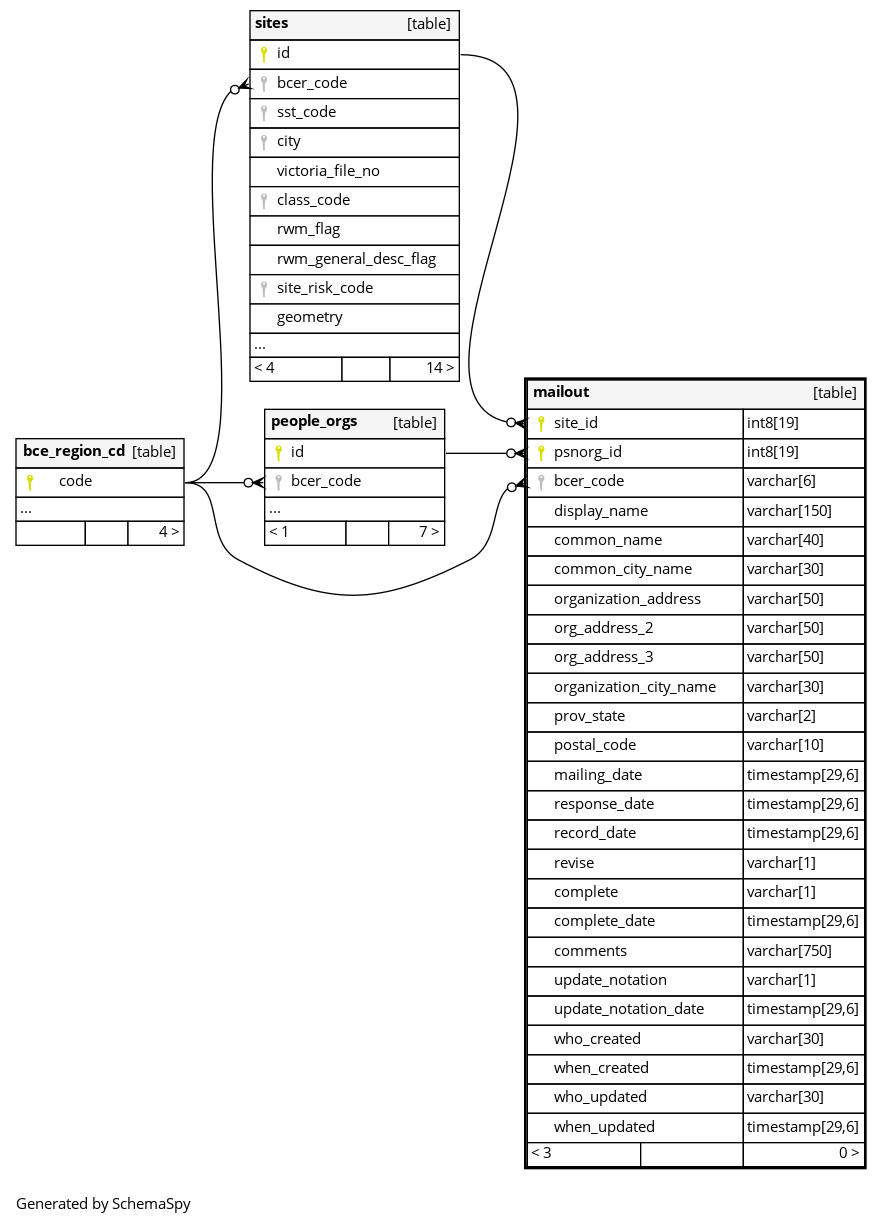 sites [table]
id
bcer_code
sst_code
city
victoria_file_no
class_code
rwm_flag
rwm_general_desc_flag
site_risk_code
geometry
...
< 4 14 >
people_orgs [table]
id
bcer_code
...
< 1 7 >
bce_region_cd [table]
code
...
4 >
mailout [table]
site_id int8[19]
psnorg_id int8[19]
bcer_code varchar[6]
display_name varchar[150]
common_name varchar[40]
common_city_name varchar[30]
organization_address varchar[50]
org_address_2 varchar[50]
org_address_3 varchar[50]
organization_city_name varchar[30]
prov_state varchar[2]
postal_code varchar[10]
mailing_date timestamp[29,6]
response_date timestamp[29,6]
record_date timestamp[29,6]
revise varchar[1]
complete varchar[1]
complete_date timestamp[29,6]
comments varchar[750]
update_notation varchar[1]
update_notation_date timestamp[29,6]
who_created varchar[30]
when_created timestamp[29,6]
who_updated varchar[30]
when_updated timestamp[29,6]
< 3 0 >
Generated by SchemaSpy